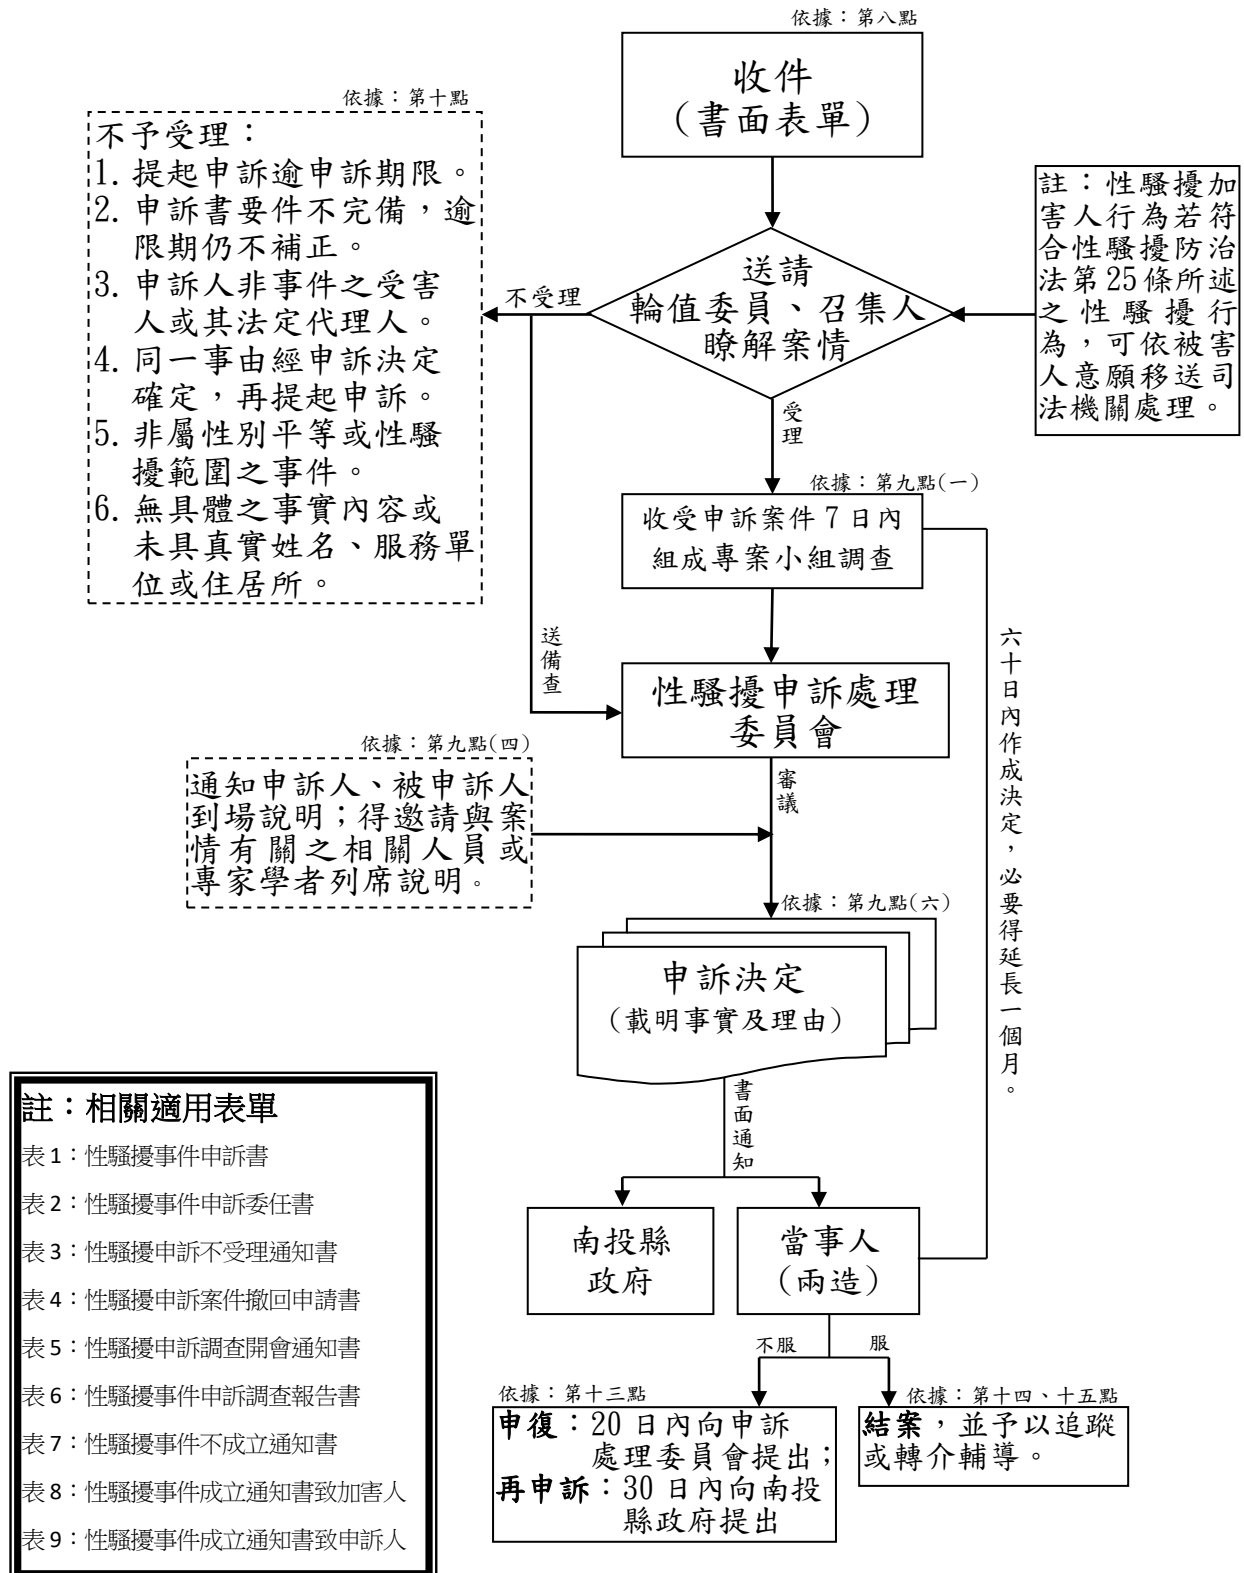 依據：第八點
收件
(書面表單)
依據：第十點
不予受理：
1. 提起申訴逾申訴期限。
2. 申訴書要件不完備，逾
限期仍不補正。
3. 申訴人非事件之受害
人或其法定代理人。
4. 同一事由經申訴決定
確定，再提起申訴。
5. 非屬性別平等或性騷
擾範圍之事件。
6. 無具體之事實內容或
未具真實姓名、服務單
位或住居所。
註：性騷擾加
害人行為若符
合性騷擾防治
法第25條所述
之性騷擾行
為，可依被害
人意願移送司
法機關處理。
送請
輪值委員、召集人
瞭解案情
不受理
受理
依據：第九點(一)
收受申訴案件 7 日內
組成專案小組調查
送備查
性騷擾申訴處理
委員會
六十日內作成決定，必要得延長一個月。
依據：第九點(四)
通知申訴人、被申訴人
到場說明；得邀請與案
情有關之相關人員或
專家學者列席說明。
審議
依據：第九點(六)
申訴決定
(載明事實及理由)
書面通知
南投縣
政府
當事人
(兩造)
不服
服
依據：第十三點
申復：20 日內向申訴
處理委員會提出；
再申訴：30 日內向南投
縣政府提出
依據：第十四、十五點
結案，並予以追蹤
或轉介輔導。
註：相關適用表單
表 1：性騷擾事件申訴書
表 2：性騷擾事件申訴委任書
表 3：性騷擾申訴不受理通知書
表 4：性騷擾申訴案件撤回申請書
表 5：性騷擾申訴調查開會通知書
表 6：性騷擾事件申訴調查報告書
表 7：性騷擾事件不成立通知書
表 8：性騷擾事件成立通知書致加害人
表 9：性騷擾事件成立通知書致申訴人